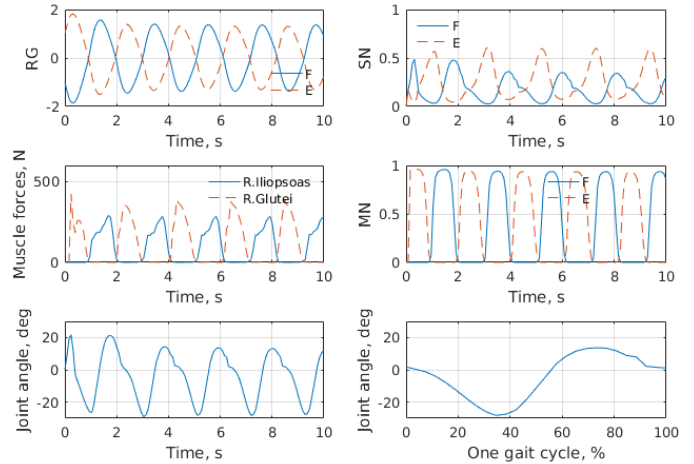 2
0
-2
RG
F
E
0 2 4 6 8 10
Time, s
1
0.5
0
SN
F
E
0 2 4 6 8 10
Time, s
500
0
Muscle forces, N
R.Iliopsoas
R.Glutei
0 2 4 6 8 10
Time, s
1
0.5
0
MN
F
E
0 2 4 6 8 10
Time, s
20
0
-20
Joint angle, deg
0 2 4 6 8 10
Time, s
20
0
-20
Joint angle, deg
0 20 40 60 80 100
One gait cycle, %